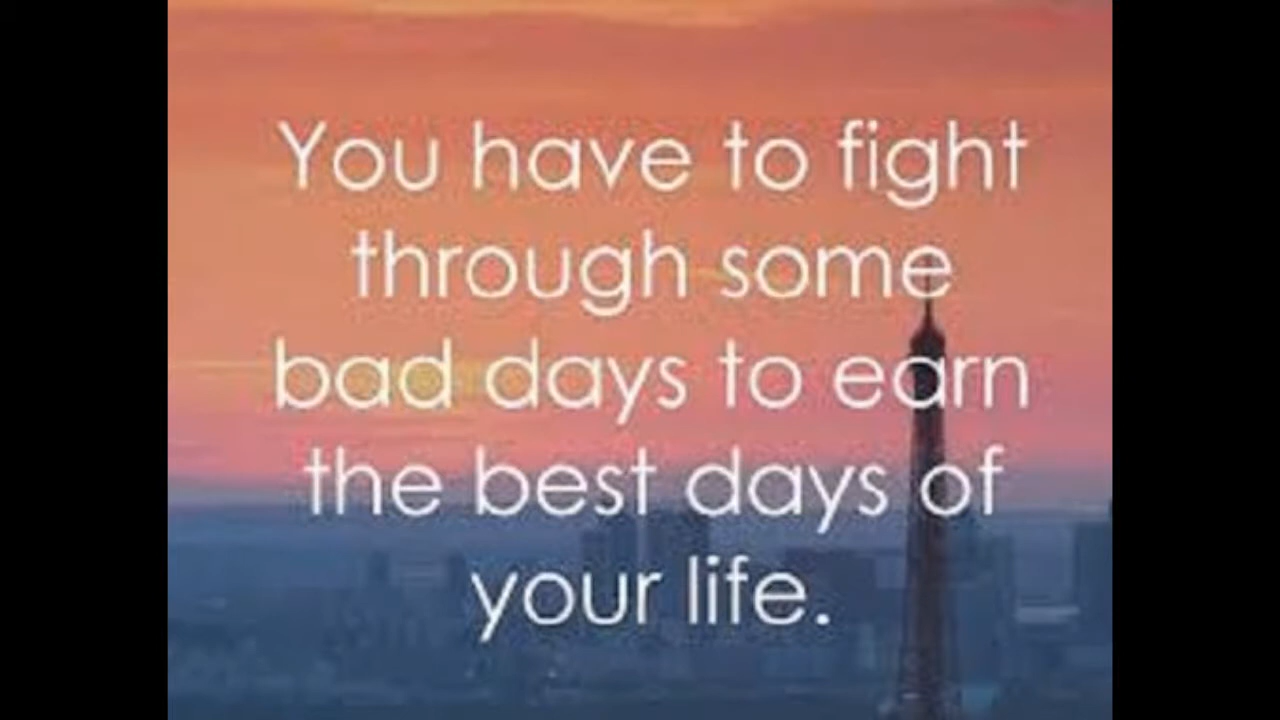 You have to fight
through some
bad days to earn
the best days of
your life.